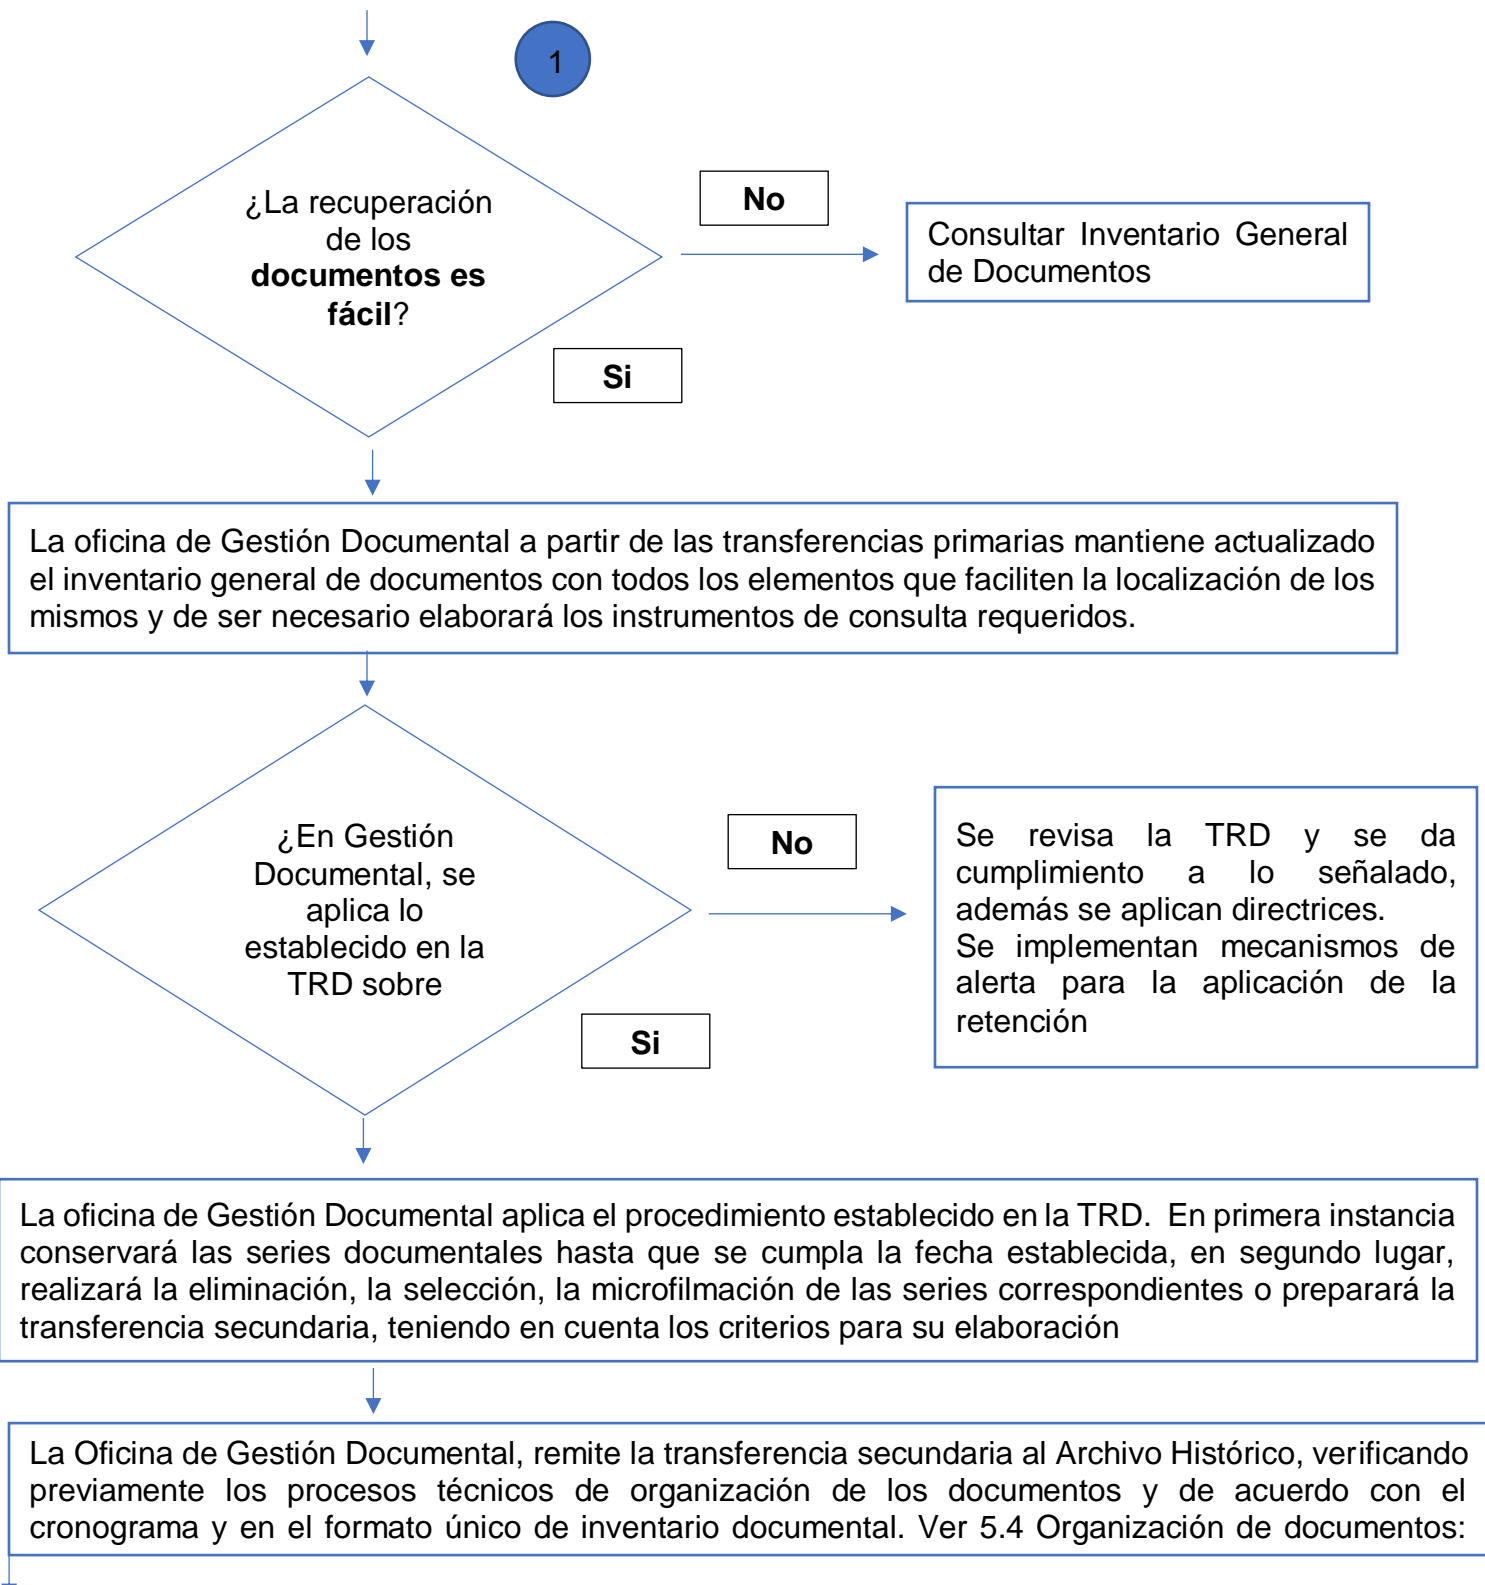 1
¿La recuperación
de los
documentos es
fácil?
No
Consultar Inventario General
de Documentos
Si
La oficina de Gestión Documental a partir de las transferencias primarias mantiene actualizado
el inventario general de documentos con todos los elementos que faciliten la localización de los
mismos y de ser necesario elaborará los instrumentos de consulta requeridos.
¿En Gestión
Documental, se
aplica lo
establecido en la
TRD sobre
No
Se revisa la TRD y se da
cumplimiento a lo señalado,
además se aplican directrices.
Se implementan mecanismos de
alerta para la aplicación de la
retención
Si
La oficina de Gestión Documental aplica el procedimiento establecido en la TRD. En primera instancia
conservará las series documentales hasta que se cumpla la fecha establecida, en segundo lugar,
realizará la eliminación, la selección, la microfilmación de las series correspondientes o preparará la
transferencia secundaria, teniendo en cuenta los criterios para su elaboración
La Oficina de Gestión Documental, remite la transferencia secundaria al Archivo Histórico, verificando
previamente los procesos técnicos de organización de los documentos y de acuerdo con el
cronograma y en el formato único de inventario documental. Ver 5.4 Organización de documentos: